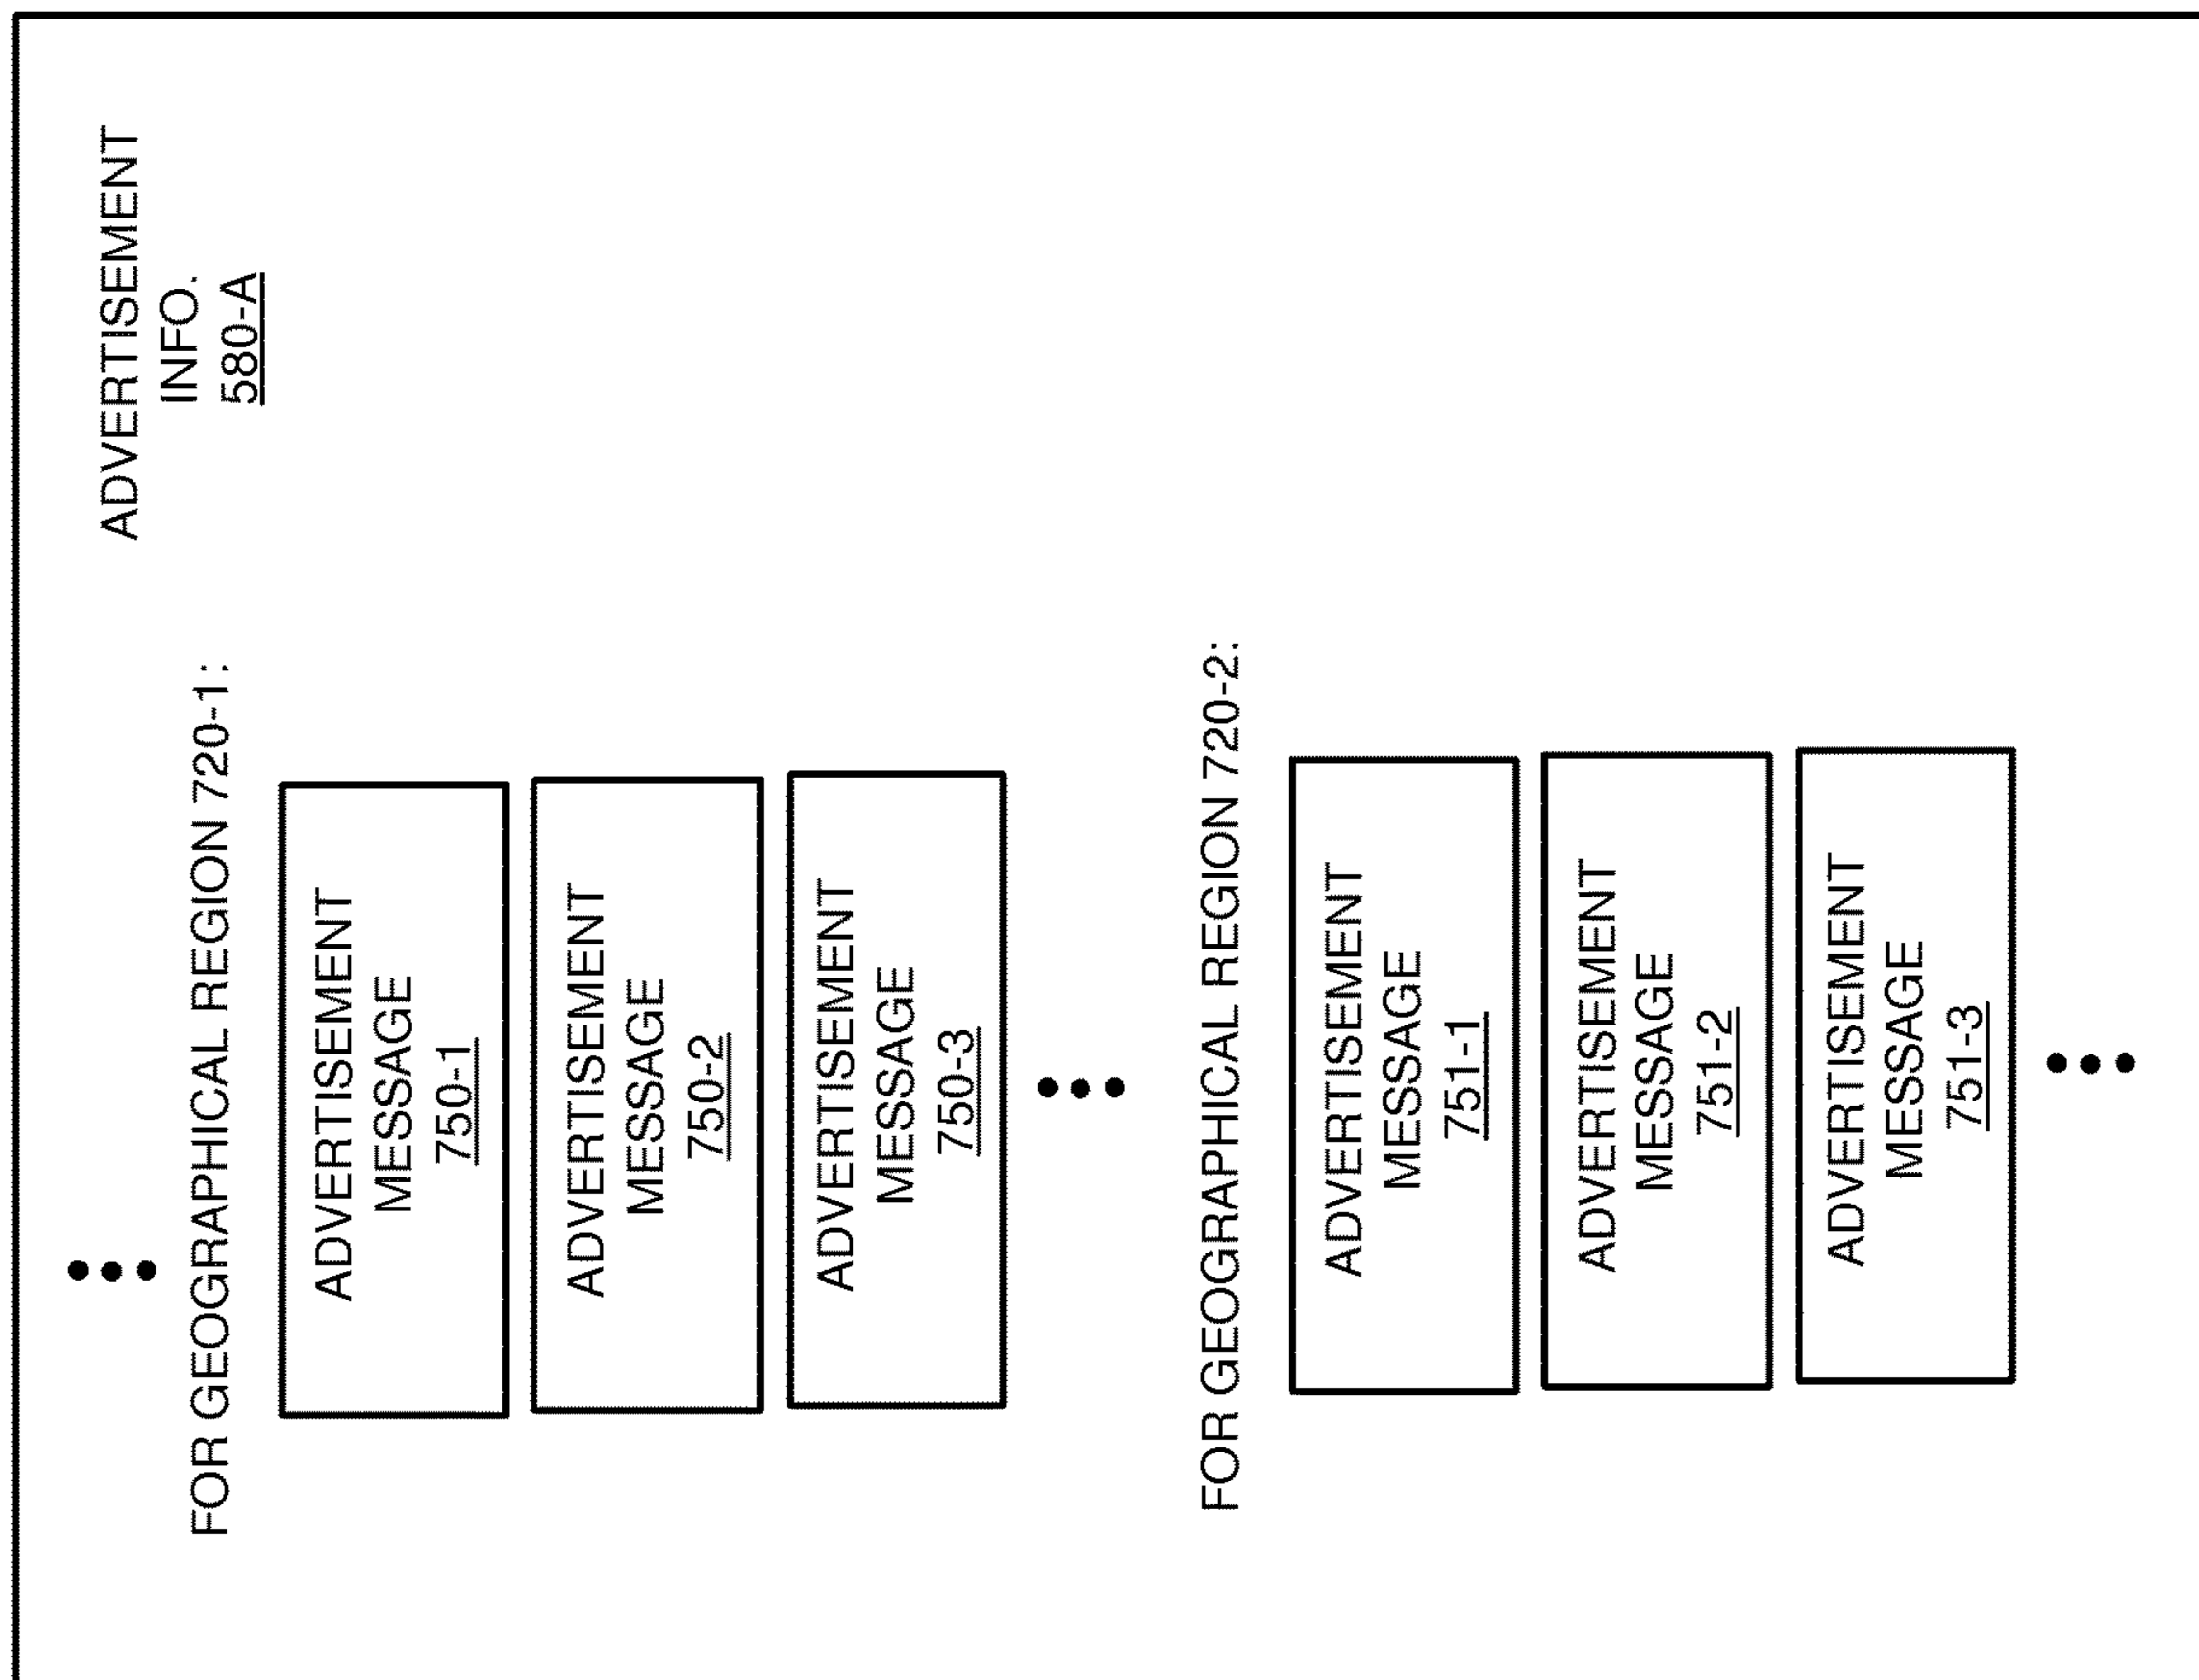 ADVERTISEMENT
INFO.
580-A
FOR GEOGRAPHICAL REGION 720-1:
ADVERTISEMENT
MESSAGE
750-1
ADVERTISEMENT
MESSAGE
750-2
ADVERTISEMENT
MESSAGE
750-3
FOR GEOGRAPHICAL REGION 720-2:
ADVERTISEMENT
MESSAGE
751-1
ADVERTISEMENT
MESSAGE
751-2
ADVERTISEMENT
MESSAGE
751-3